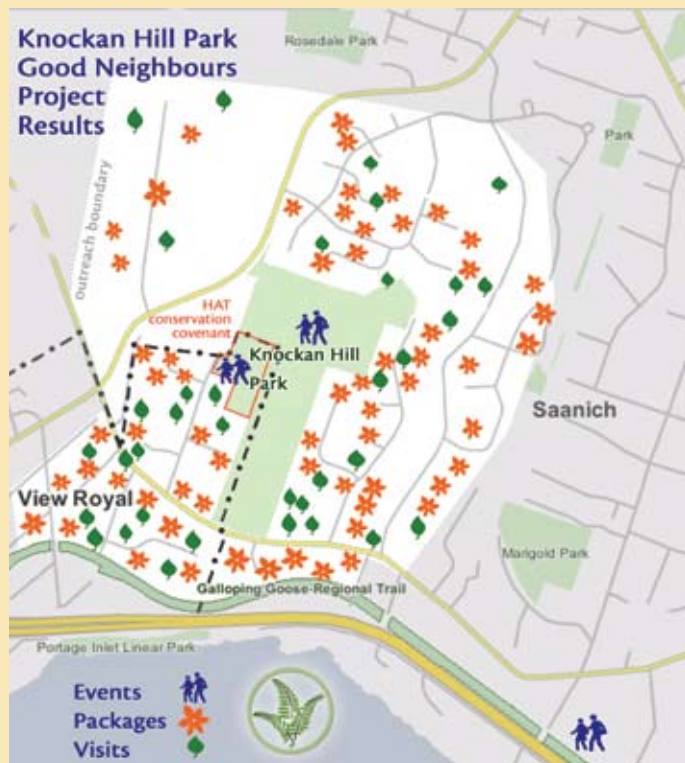 Knockan Hill Park
Good Neighbours
Project
Results
Rosedale Park
Park
outreach boundary
HAT
conservation
covenant
Knockan Hill
Park
Saanich
View Royal
Marigold Park
Galloping Goose Regional Trail
Portage Inlet Linear Park
Events
Packages
Visits